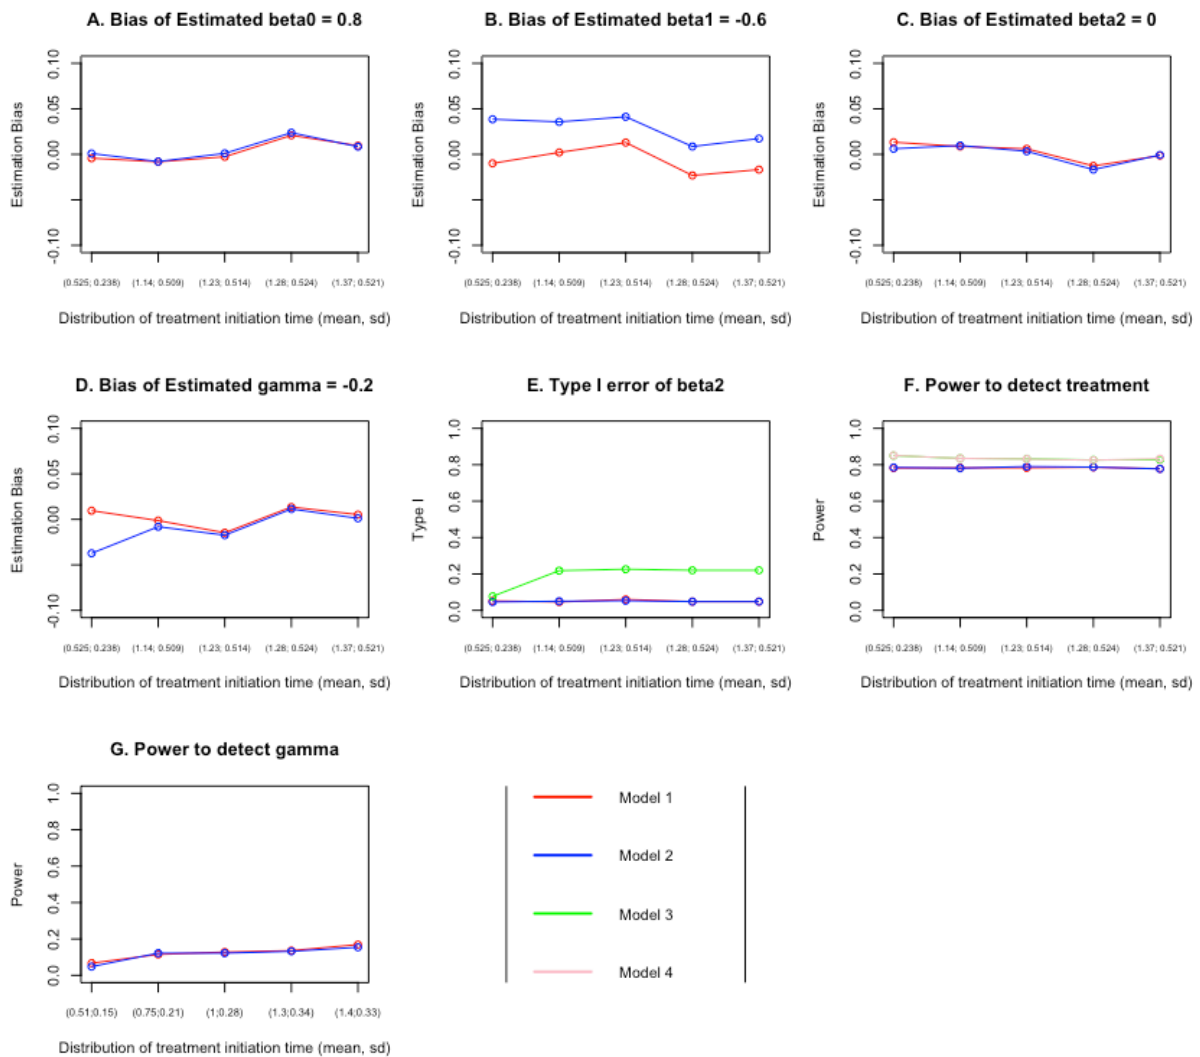 A. Bias of Estimated beta0 = 0.8
Estimation Bias
0.10
0.05
0.00
-0.10
(0.525; 0.238) (1.14; 0.509) (1.23; 0.514) (1.28; 0.524) (1.37; 0.521)
Distribution of treatment initiation time (mean, sd)
B. Bias of Estimated beta1 = -0.6
Estimation Bias
0.10
0.05
0.00
-0.10
(0.525; 0.238) (1.14; 0.509) (1.23; 0.514) (1.28; 0.524) (1.37; 0.521)
Distribution of treatment initiation time (mean, sd)
C. Bias of Estimated beta2 = 0
Estimation Bias
0.10
0.05
0.00
-0.10
(0.525; 0.238) (1.14; 0.509) (1.23; 0.514) (1.28; 0.524) (1.37; 0.521)
Distribution of treatment initiation time (mean, sd)
D. Bias of Estimated gamma = -0.2
Estimation Bias
0.10
0.05
0.00
-0.10
(0.525; 0.238) (1.14; 0.509) (1.23; 0.514) (1.28; 0.524) (1.37; 0.521)
Distribution of treatment initiation time (mean, sd)
E. Type I error of beta2
Type I
1.0
0.8
0.6
0.4
0.2
0.0
(0.525; 0.238) (1.14; 0.509) (1.23; 0.514) (1.28; 0.524) (1.37; 0.521)
Distribution of treatment initiation time (mean, sd)
F. Power to detect treatment
Power
1.0
0.8
0.6
0.4
0.2
0.0
(0.525; 0.238) (1.14; 0.509) (1.23; 0.514) (1.28; 0.524) (1.37; 0.521)
Distribution of treatment initiation time (mean, sd)
G. Power to detect gamma
Power
1.0
0.8
0.6
0.4
0.2
0.0
(0.51;0.15) (0.75;0.21) (1;0.28) (1.3;0.34) (1.4;0.33)
Distribution of treatment initiation time (mean, sd)
Model 1
Model 2
Model 3
Model 4